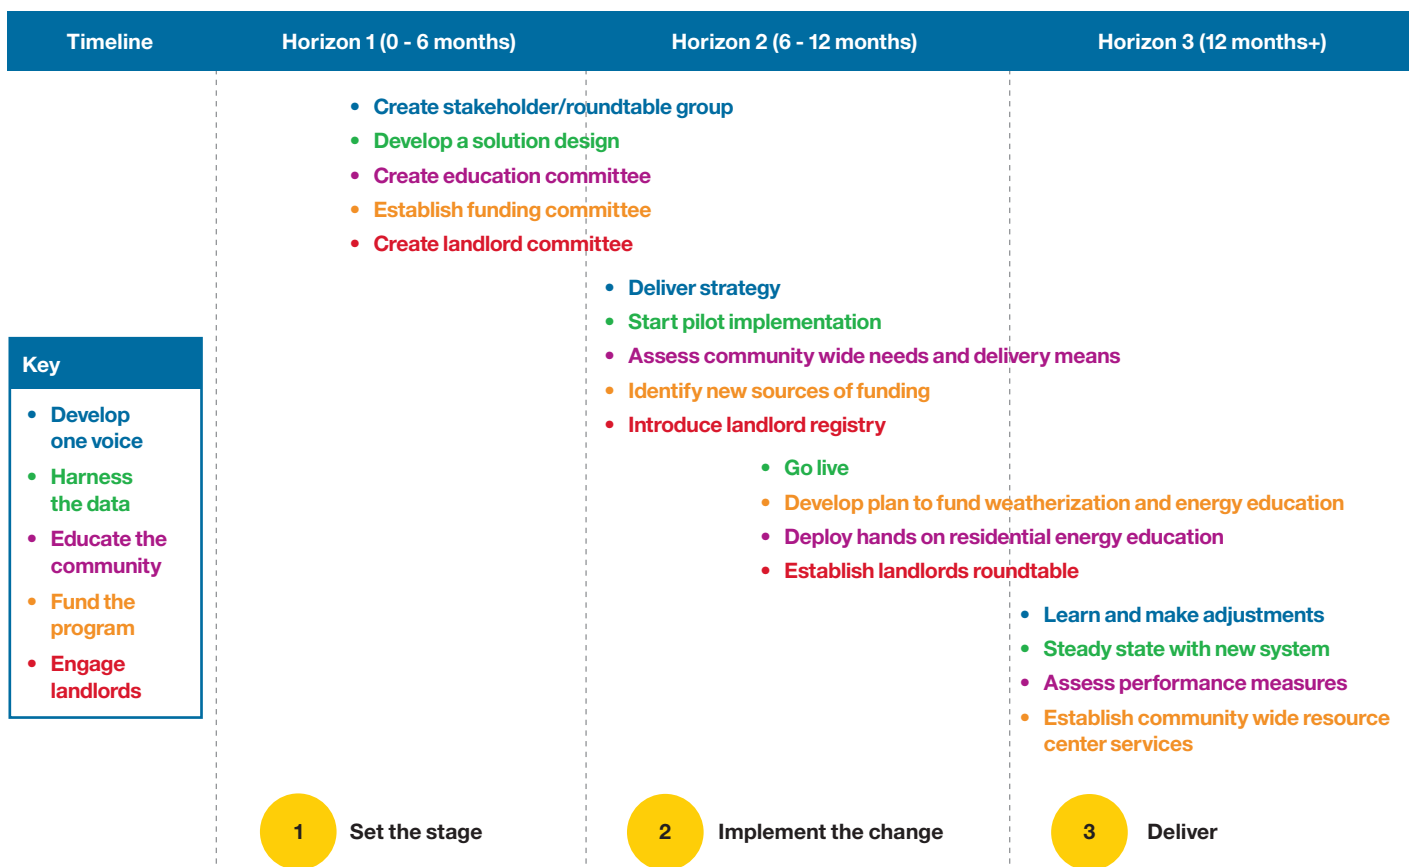 Timeline
Horizon 1 (0 - 6 months)
Horizon 2 (6 - 12 months)
Horizon 3 (12 months+)
• Create stakeholder/roundtable group
• Develop a solution design
• Create education committee
• Establish funding committee
• Create landlord committee
• Deliver strategy
• Start pilot implementation
• Assess community wide needs and delivery means
• Identify new sources of funding
• Introduce landlord registry
• Go live
• Develop plan to fund weatherization and energy education
• Deploy hands on residential energy education
• Establish landlords roundtable
• Learn and make adjustments
• Steady state with new system
• Assess performance measures
• Establish community wide resource
center services
Key
• Develop
one voice
• Harness
the data
• Educate the
community
• Fund the
program
• Engage
landlords
1 Set the stage
2 Implement the change
3 Deliver